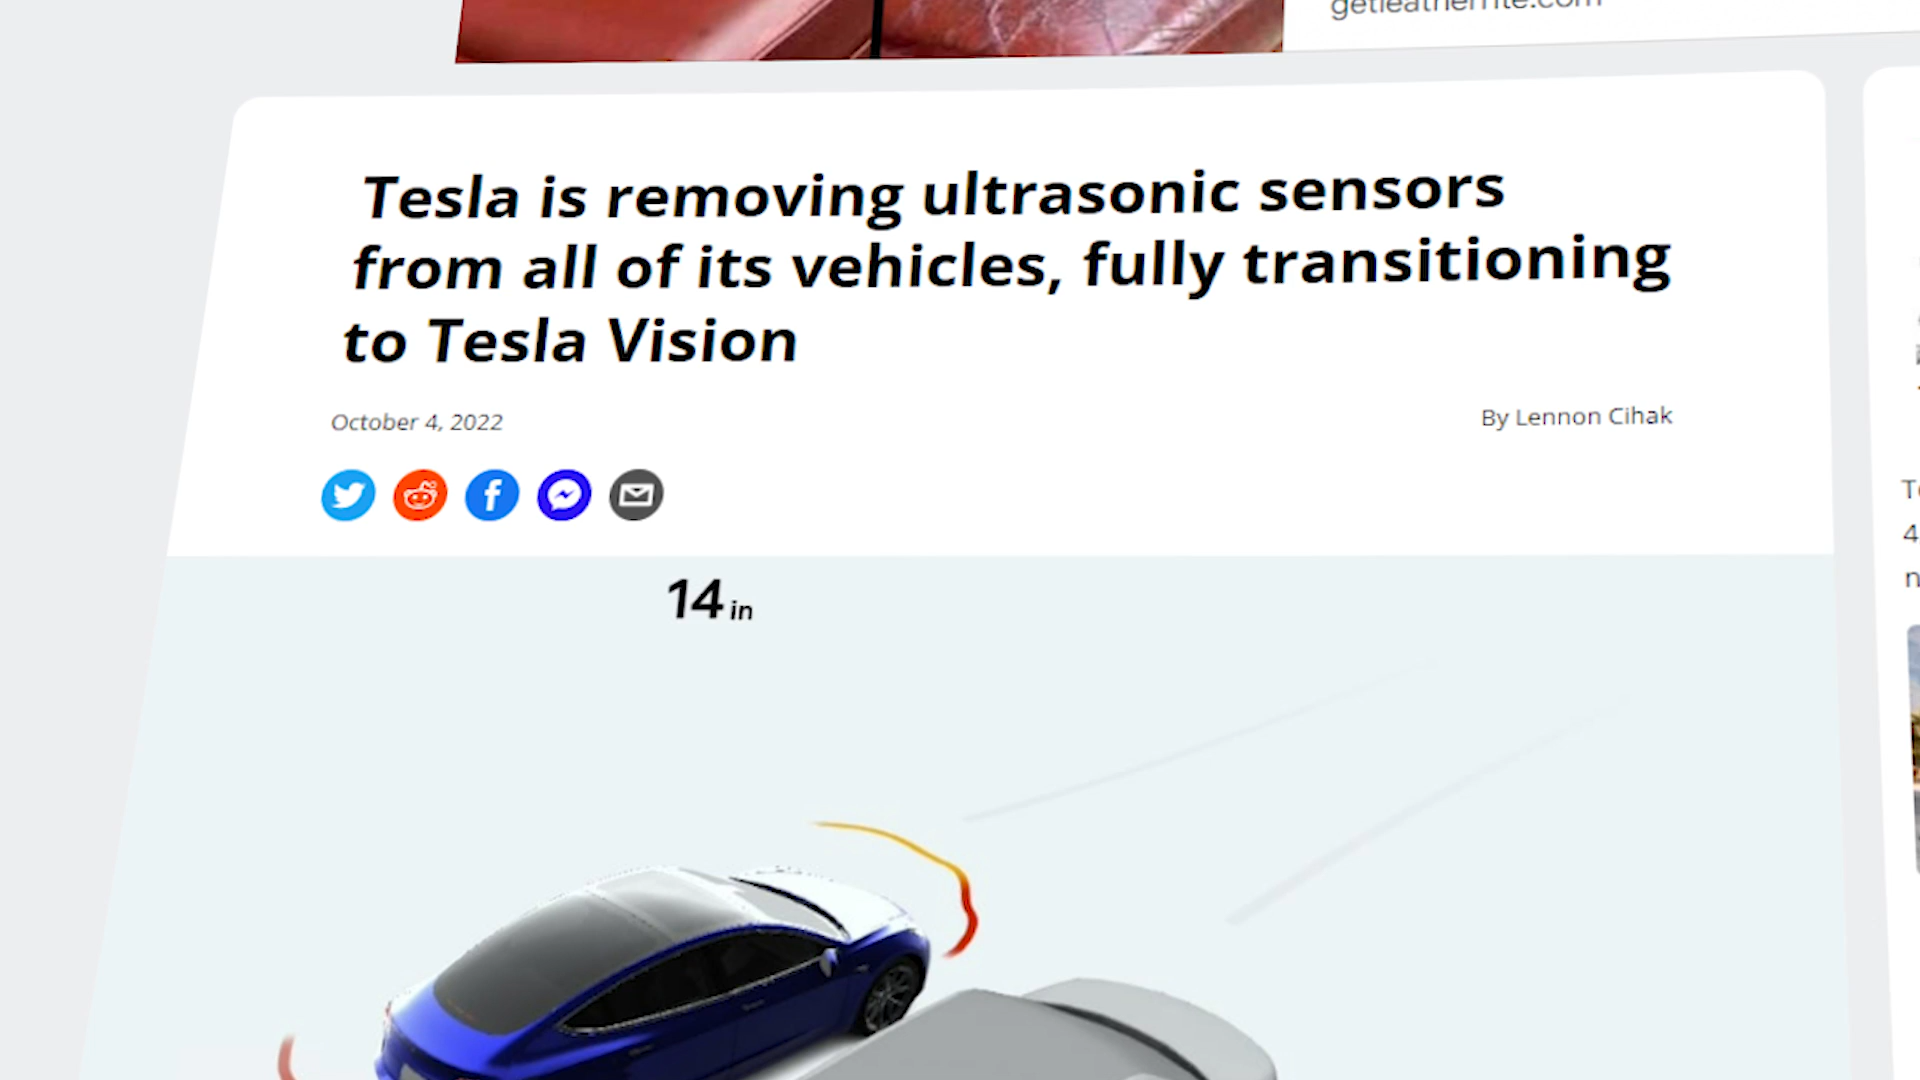 Tesla is removing ultrasonic sensors
from all of its vehicles, fully transitioning
to Tesla Vision
October 4, 2022
By Lennon Cihak
14 in